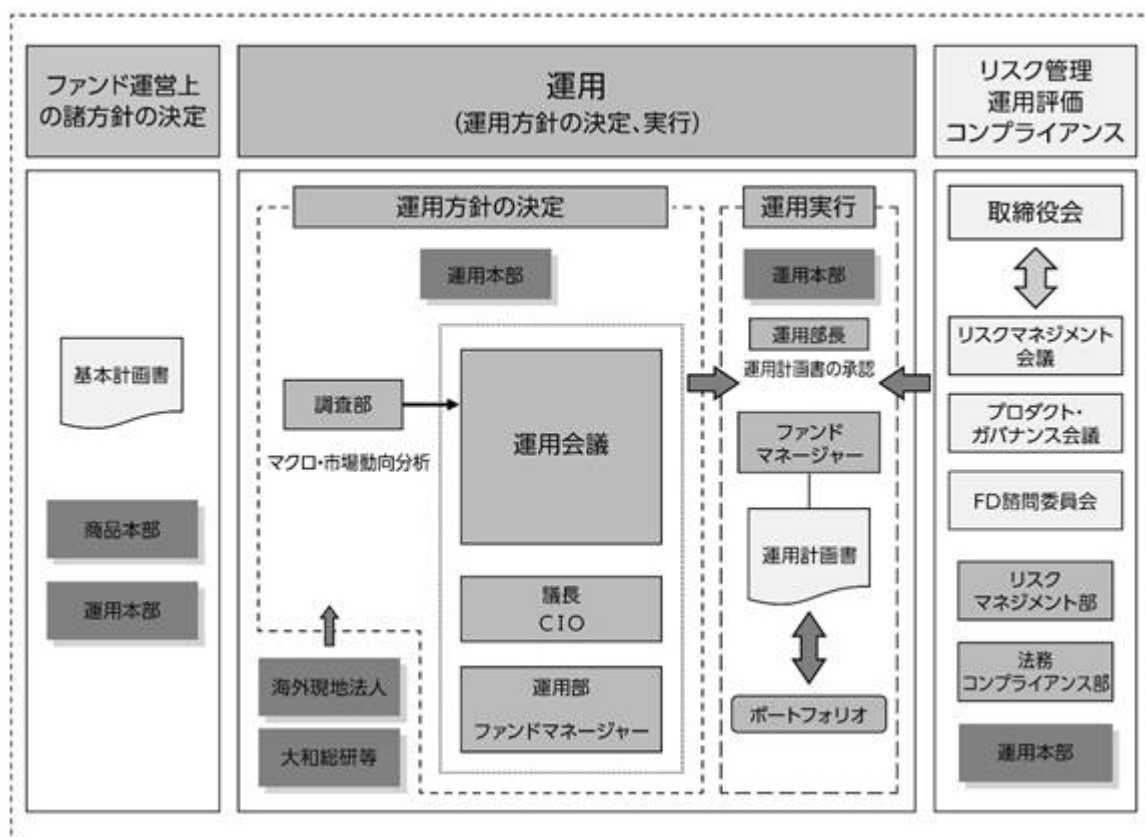 ファンド運営上
の諸方針の決定
運用
(運用方針の決定、実行)
リスク管理
運用評価
コンプライアンス
基本計画書
商品本部
運用本部
運用方針の決定
運用本部
調査部
マクロ・市場動向分析
運用会議
議長
CIO
運用部
ファンドマネージャー
海外現地法人
大和総研等
運用実行
運用本部
運用部長
運用計画書の承認
ファンド
マネージャー
運用計画書
ポートフォリオ
取締役会
リスクマネジメント
会議
プロダクト・
ガバナンス会議
FD諮問委員会
リスク
マネジメント部
法務
コンプライアンス部
運用本部